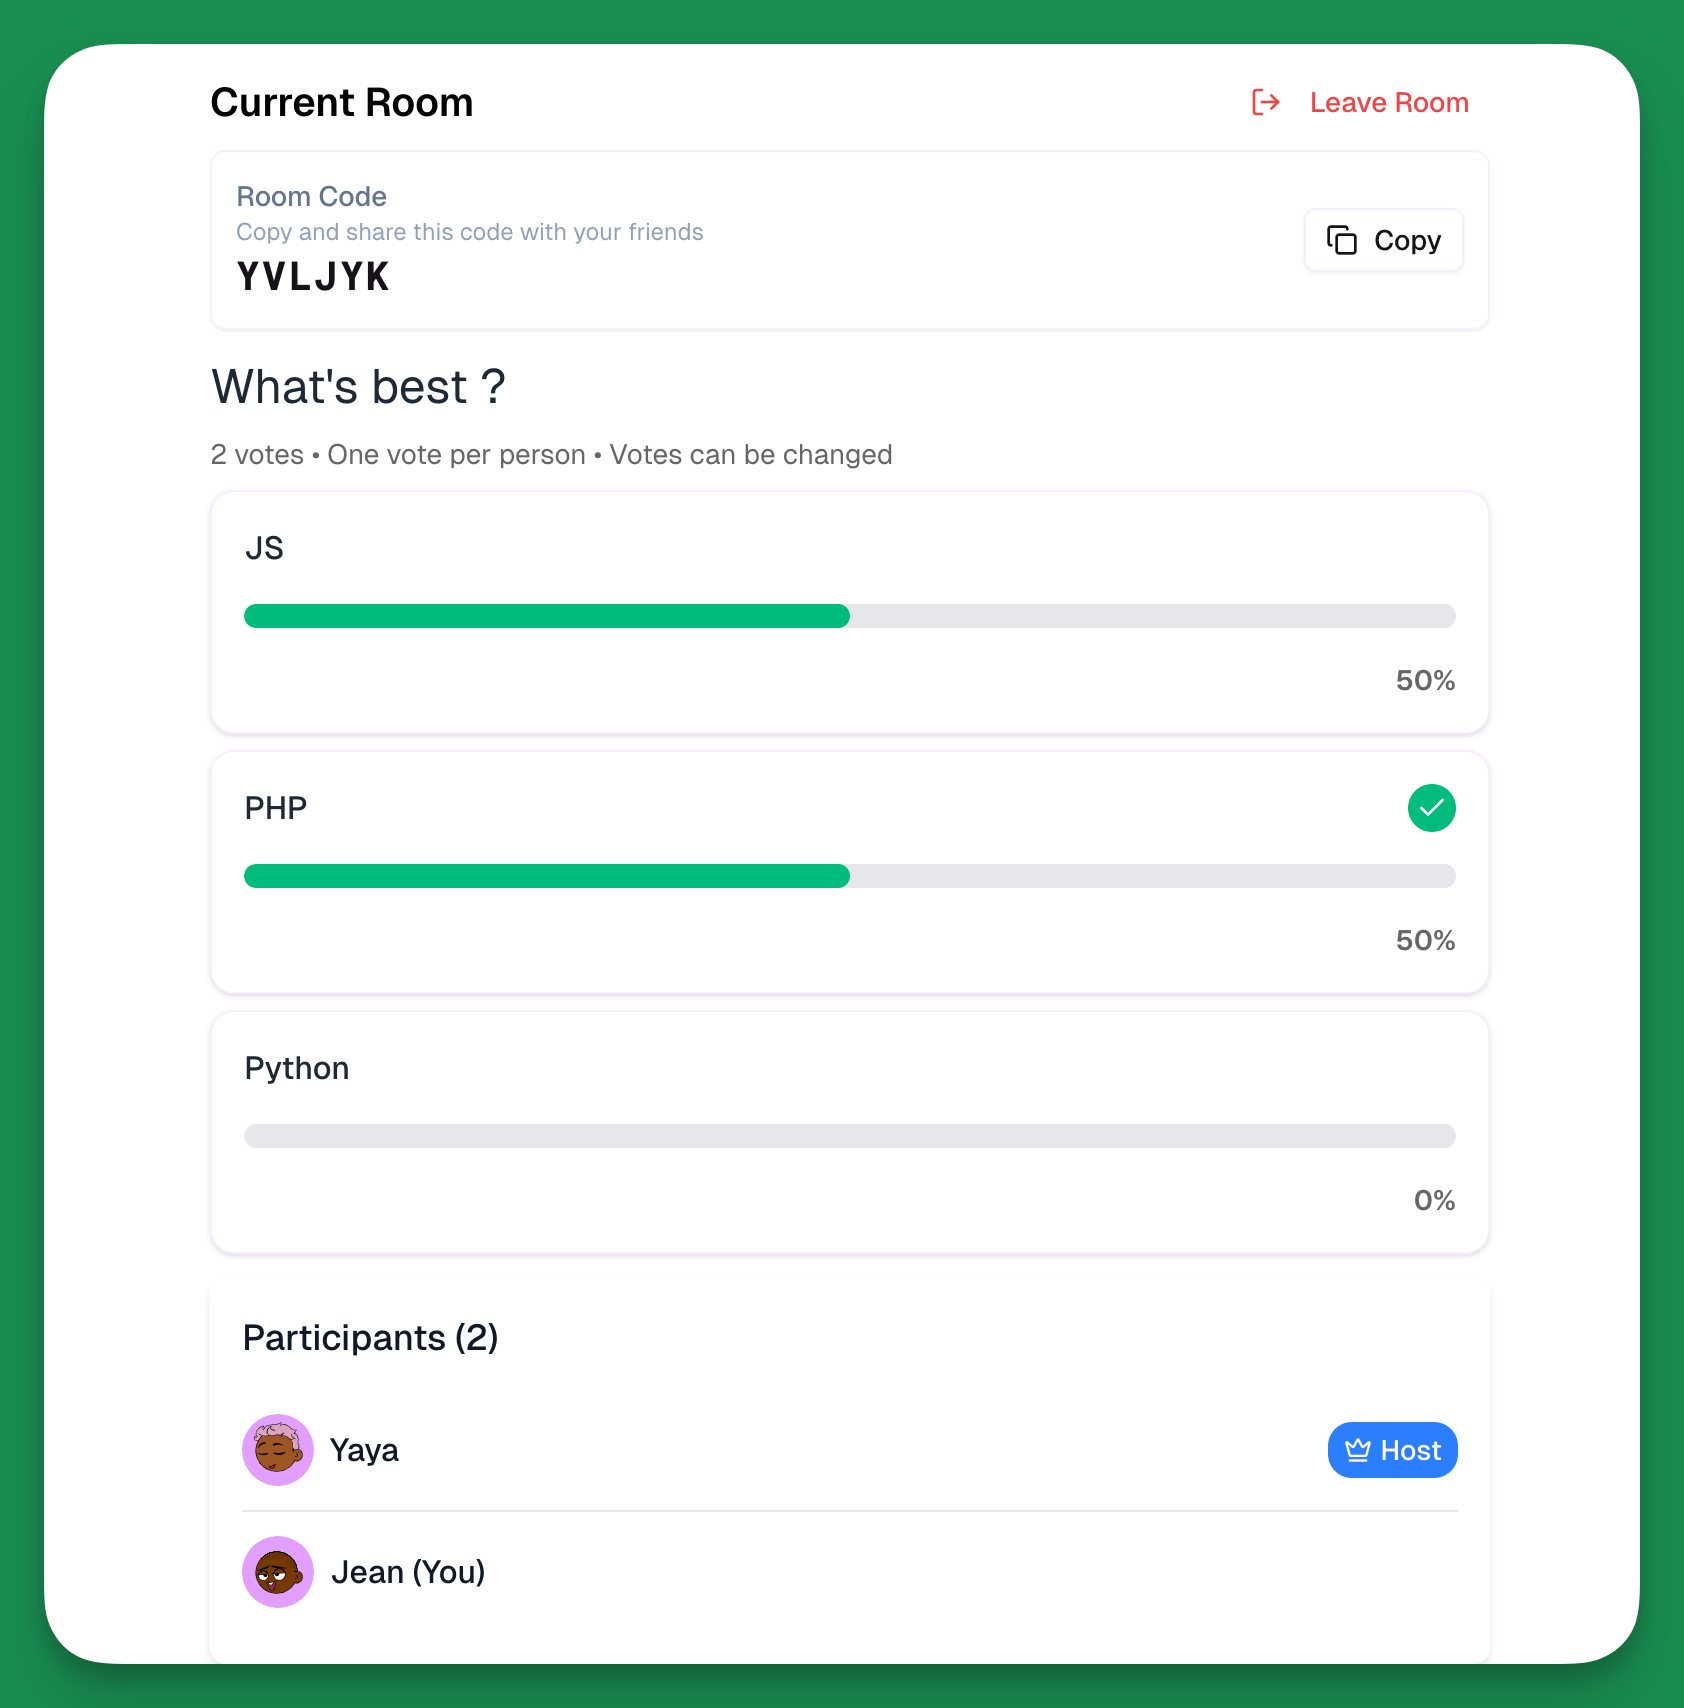 Current Room
Leave Room
Room Code
Copy and share this code with your friends
YVLJYK
Copy
What's best ?
2 votes • One vote per person • Votes can be changed
JS
50%
PHP
50%
Python
0%
Participants (2)
Yaya
Host
Jean (You)